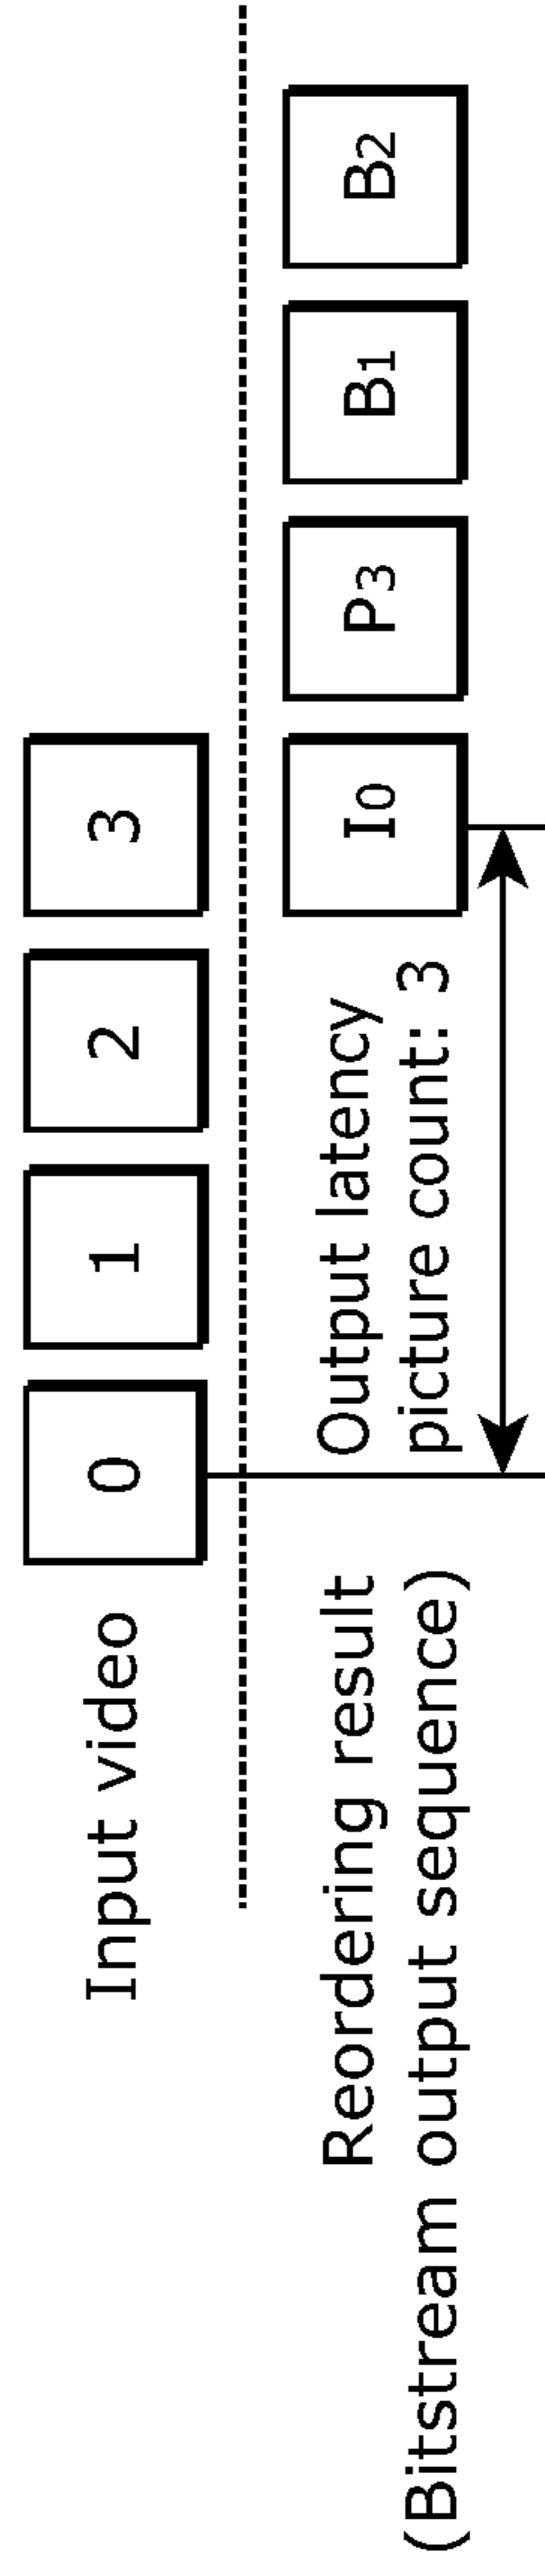 Input video
0 1 2 3
Reordering result
(Bitstream output sequence)
Output latency
picture count: 3
I0 P3 B1 B2